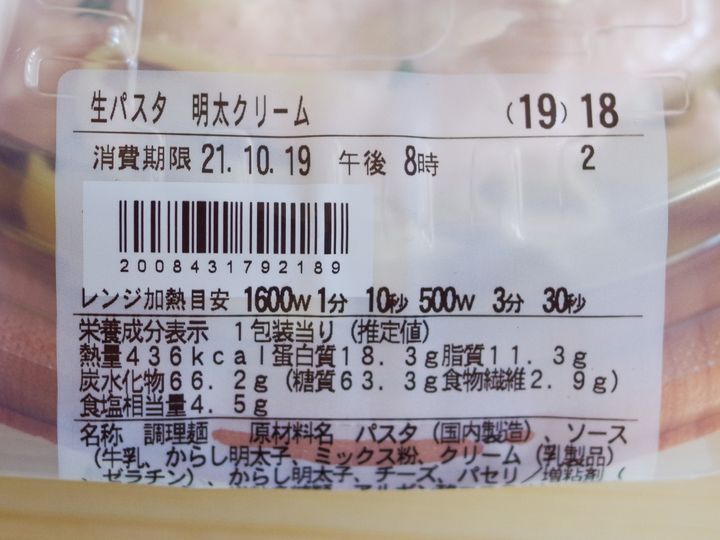 生パスタ 明太クリーム (19) 18
消費期限 21.10.19 午後 8時 2
2008431792189
レンジ加熱目安 1600W 1分 10秒 500W 3分 30秒
栄養成分表示 1包装当り(推定値)
熱量436kcal蛋白質18.3g脂質11.3g
炭水化物66.2g(糖質63.3g食物繊維2.9g)
食塩相当量4.5g
名称 調理麺 原材料名 パスタ(国内製造)、ソース
(牛乳、からし明太子、ミックス粉、クリーム(乳製品)
、ゼラチン)、からし明太子、チーズ、パセリ/増粘剤(